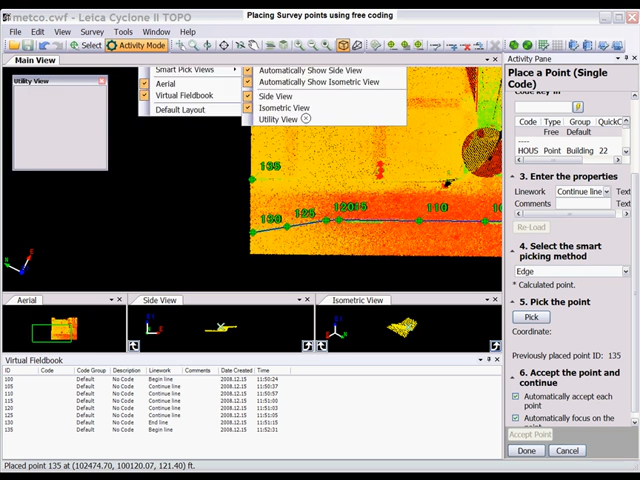 Placing Survey points using free coding
metco.cwf - Leica Cyclone II TOPO
File Edit View Survey Tools Window Help
Select Activity Mode
Main View
Activity Pane
Utility View
Smart Pick Views
Aerial
Virtual Fieldbook
Default Layout
Automatically Show Side View
Automatically Show Isometric View
Side View
Isometric View
Utility View
135
130
125
110
Place a Point (Single Code)
Code Type Group QuickC
Free Default
----
HOUS Point Building 22
3. Enter the properties
Linework Continue line Text
Comments Text
Re-Load
4. Select the smart picking method
Edge
* Calculated point.
5. Pick the point
Pick
Coordinate:
Previously placed point ID: 135
6. Accept the point and continue
Automatically accept each point
Automatically focus on the
Accept Point
Done Cancel
Aerial
Side View
Isometric View
Virtual Fieldbook
ID Code Code Group Description Linework Comments Date Created Time
100 Default No Code Begin line 2008.12.15 11:50:24
105 Default No Code Continue line 2008.12.15 11:50:37
110 Default No Code Continue line 2008.12.15 11:50:57
115 Default No Code Continue line 2008.12.15 11:51:00
120 Default No Code Continue line 2008.12.15 11:51:03
125 Default No Code Continue line 2008.12.15 11:51:05
130 Default No Code End line 2008.12.15 11:51:15
135 Default No Code Begin line 2008.12.15 11:52:31
Placed point 135 at (102474.70, 100120.07, 121.40) ft.